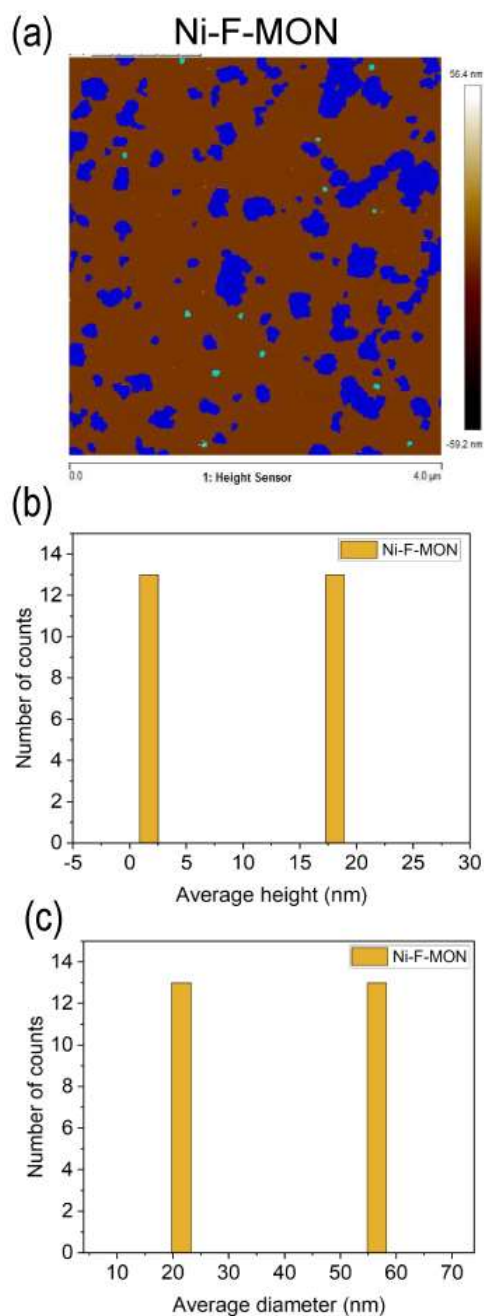 (a) Ni-F-MON
56.4 nm
-59.2 nm
0.0 1: Height Sensor 4.0 µm
(b)
Ni-F-MON
14
12
10
8
6
4
2
0
Number of counts
-5 0 5 10 15 20 25 30
Average height (nm)
(c)
Ni-F-MON
14
12
10
8
6
4
2
0
Number of counts
10 20 30 40 50 60 70
Average diameter (nm)